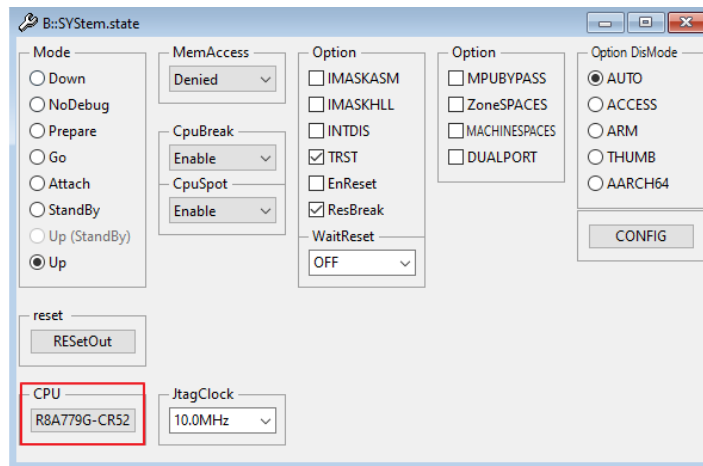 B::SYStem.state
Mode
Down
NoDebug
Prepare
Go
Attach
StandBy
Up (StandBy)
Up
reset
RESetOut
CPU
R8A779G-CR52
MemAccess
Denied
CpuBreak
Enable
CpuSpot
Enable
JtagClock
10.0MHz
Option
IMASKASM
IMASKHLL
INTDIS
TRST
EnReset
ResBreak
WaitReset
OFF
Option
MPUBYPASS
ZoneSPACES
MACHINESPACES
DUALPORT
Option DisMode
AUTO
ACCESS
ARM
THUMB
AARCH64
CONFIG